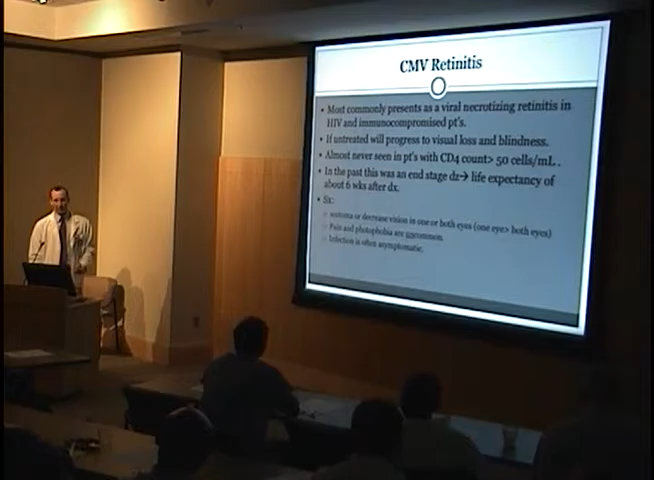 CMV Retinitis
• Most commonly presents as a viral necrotizing retinitis in
HIV and immunocompromised pt's.
• If untreated will progress to visual loss and blindness.
• Almost never seen in pt's with CD4 count> 50 cells/mL .
• In the past this was an end stage dz→ life expectancy of
about 6 wks after dx.
• Sx:
scotoma or decrease vision in one or both eyes (one eye> both eyes)
Pain and photophobia are uncommon.
Infection is often asymptomatic.